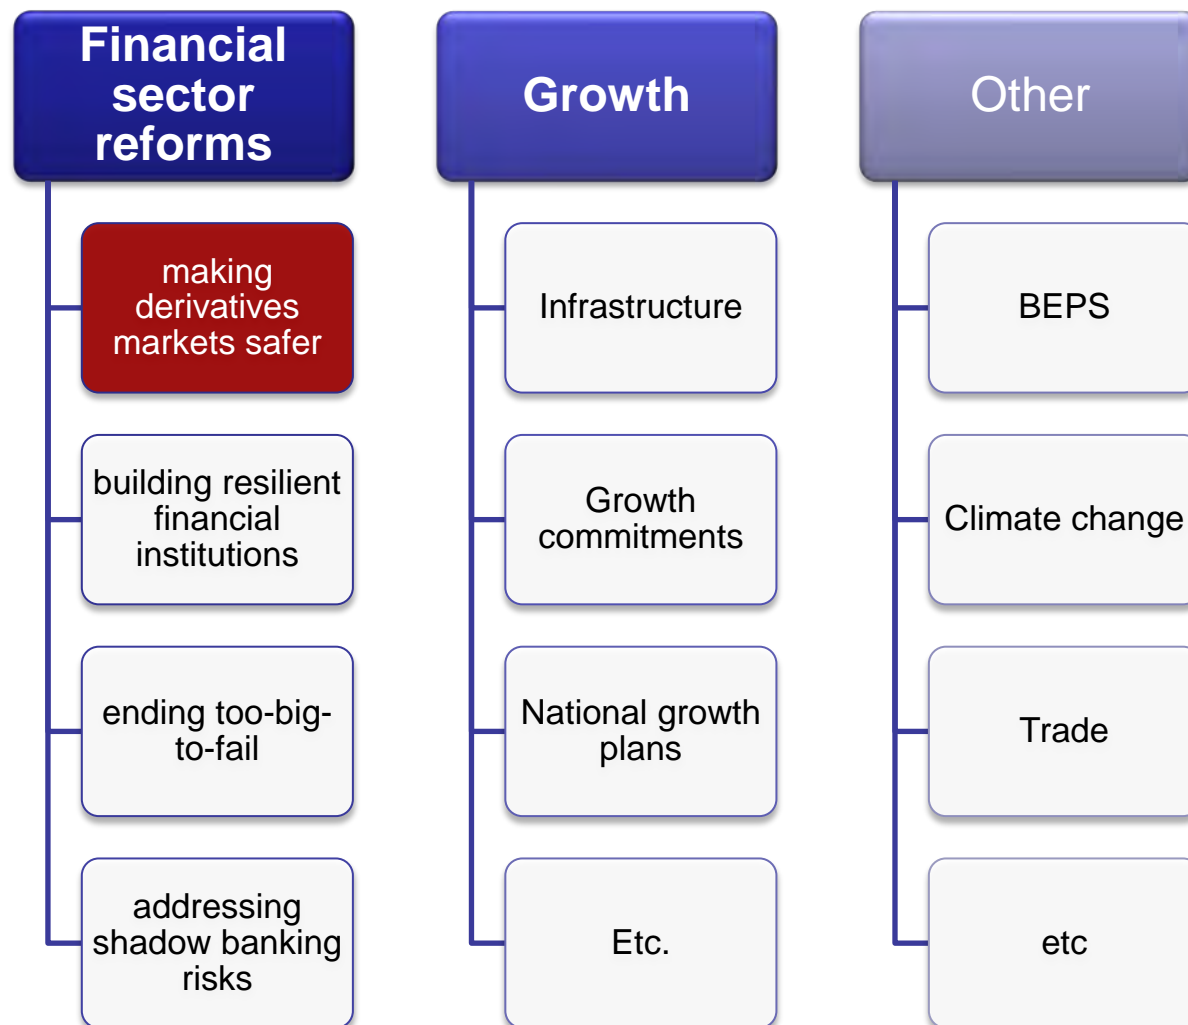 Financial
sector
reforms
making
derivatives
markets safer
building resilient
financial
institutions
ending too-big-
to-fail
addressing
shadow banking
risks
Growth
Infrastructure
Growth
commitments
National growth
plans
Etc.
Other
BEPS
Climate change
Trade
etc